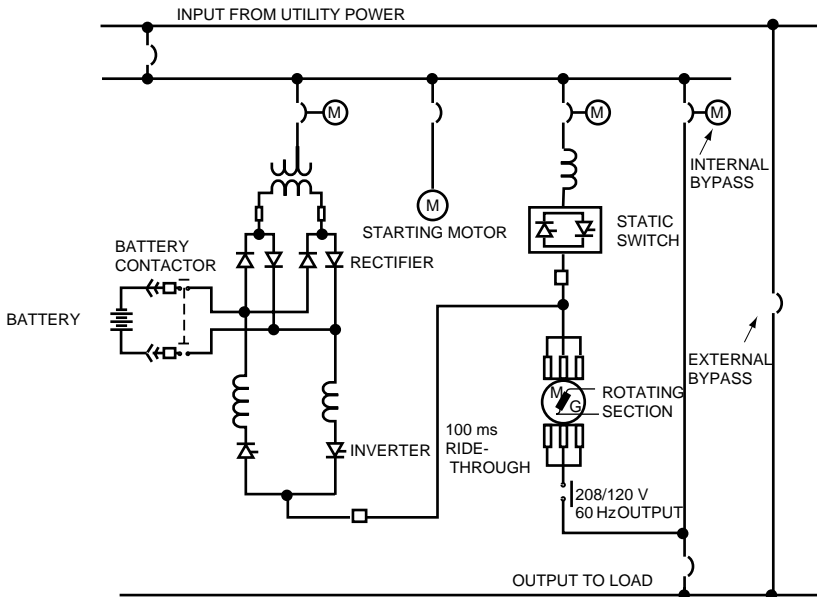 INPUT FROM UTILITY POWER
M
M
M
INTERNAL
BYPASS
M
STARTING MOTOR
STATIC
SWITCH
BATTERY
CONTACTOR
RECTIFIER
BATTERY
EXTERNAL
BYPASS
M
G
ROTATING
SECTION
100 ms
RIDE-
THROUGH
INVERTER
208/120 V
60 Hz OUTPUT
OUTPUT TO LOAD